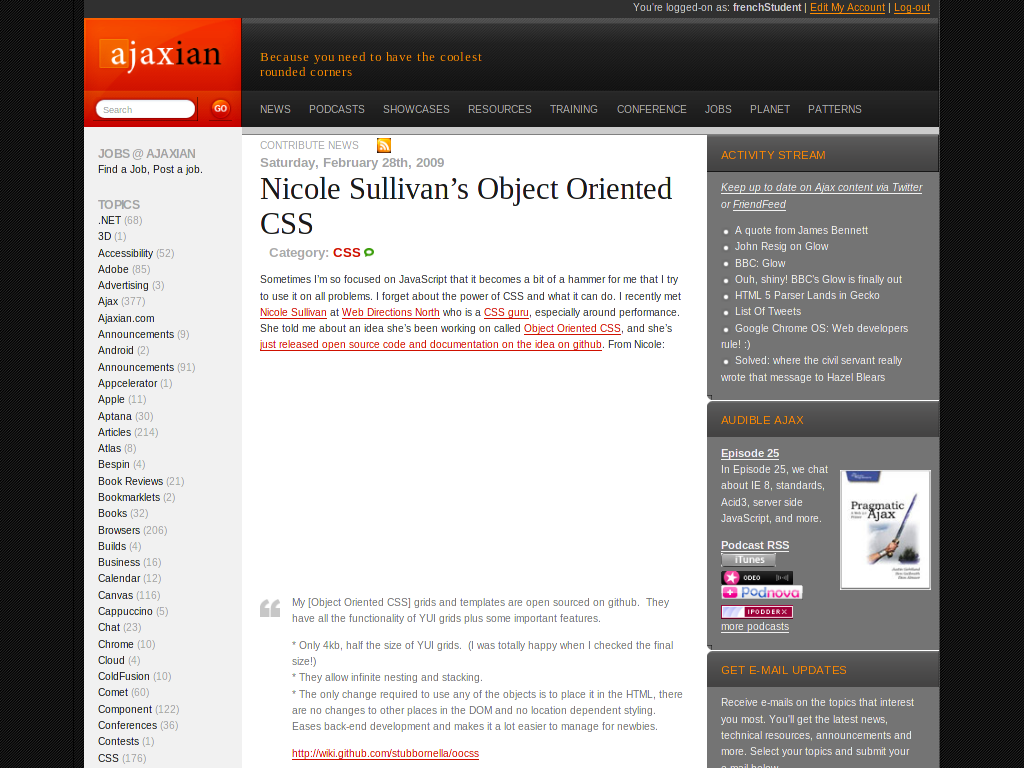 You're logged-on as: frenchStudent | Edit My Account | Log-out
ajaxian
Because you need to have the coolest
rounded corners
Search
GO
NEWS PODCASTS SHOWCASES RESOURCES TRAINING CONFERENCE JOBS PLANET PATTERNS
JOBS @ AJAXIAN
Find a Job, Post a job.
TOPICS
.NET (68)
3D (1)
Accessibility (52)
Adobe (85)
Advertising (3)
Ajax (377)
Ajaxian.com
Announcements (9)
Android (2)
Announcements (91)
Appcelerator (1)
Apple (11)
Aptana (30)
Articles (214)
Atlas (8)
Bespin (4)
Book Reviews (21)
Bookmarklets (2)
Books (32)
Browsers (206)
Builds (4)
Business (16)
Calendar (12)
Canvas (116)
Cappuccino (5)
Chat (23)
Chrome (10)
Cloud (4)
ColdFusion (10)
Comet (60)
Component (122)
Conferences (36)
Contests (1)
CSS (176)
CONTRIBUTE NEWS
Saturday, February 28th, 2009
Nicole Sullivan's Object Oriented
CSS
Category: CSS
Sometimes I'm so focused on JavaScript that it becomes a bit of a hammer for me that I try
to use it on all problems. I forget about the power of CSS and what it can do. I recently met
Nicole Sullivan at Web Directions North who is a CSS guru, especially around performance.
She told me about an idea she's been working on called Object Oriented CSS, and she's
just released open source code and documentation on the idea on github. From Nicole:
My [Object Oriented CSS] grids and templates are open sourced on github.  They
have all the functionality of YUI grids plus some important features.
* Only 4kb, half the size of YUI grids.  (I was totally happy when I checked the final
size!)
* They allow infinite nesting and stacking.
* The only change required to use any of the objects is to place it in the HTML, there
are no changes to other places in the DOM and no location dependent styling.
Eases back-end development and makes it a lot easier to manage for newbies.
http://wiki.github.com/stubbornella/oocss
ACTIVITY STREAM
Keep up to date on Ajax content via Twitter
or FriendFeed
A quote from James Bennett
John Resig on Glow
BBC: Glow
Ouh, shiny! BBC's Glow is finally out
HTML 5 Parser Lands in Gecko
List Of Tweets
Google Chrome OS: Web developers
rule! :)
Solved: where the civil servant really
wrote that message to Hazel Blears
AUDIBLE AJAX
Episode 25
In Episode 25, we chat
about IE 8, standards,
Acid3, server side
JavaScript, and more.
Pragmatic
Ajax
Podcast RSS
iTunes
ODEO
Podnova
IPODDERX
more podcasts
GET E-MAIL UPDATES
Receive e-mails on the topics that interest
you most. You'll get the latest news,
technical resources, announcements and
more. Select your topics and submit your
e-mail below.